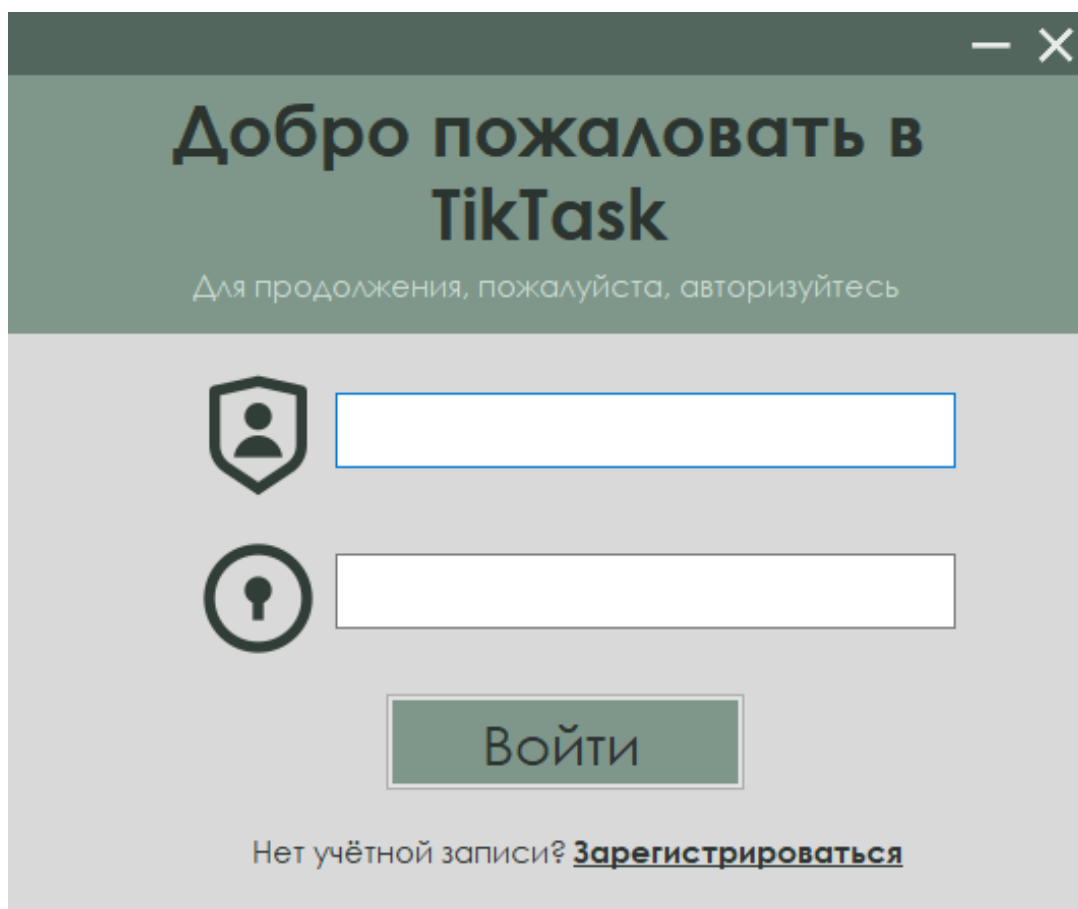 Добро пожаловать в
TikTask
Для продолжения, пожалуйста, авторизуйтесь
Войти
Нет учётной записи? Зарегистрироваться